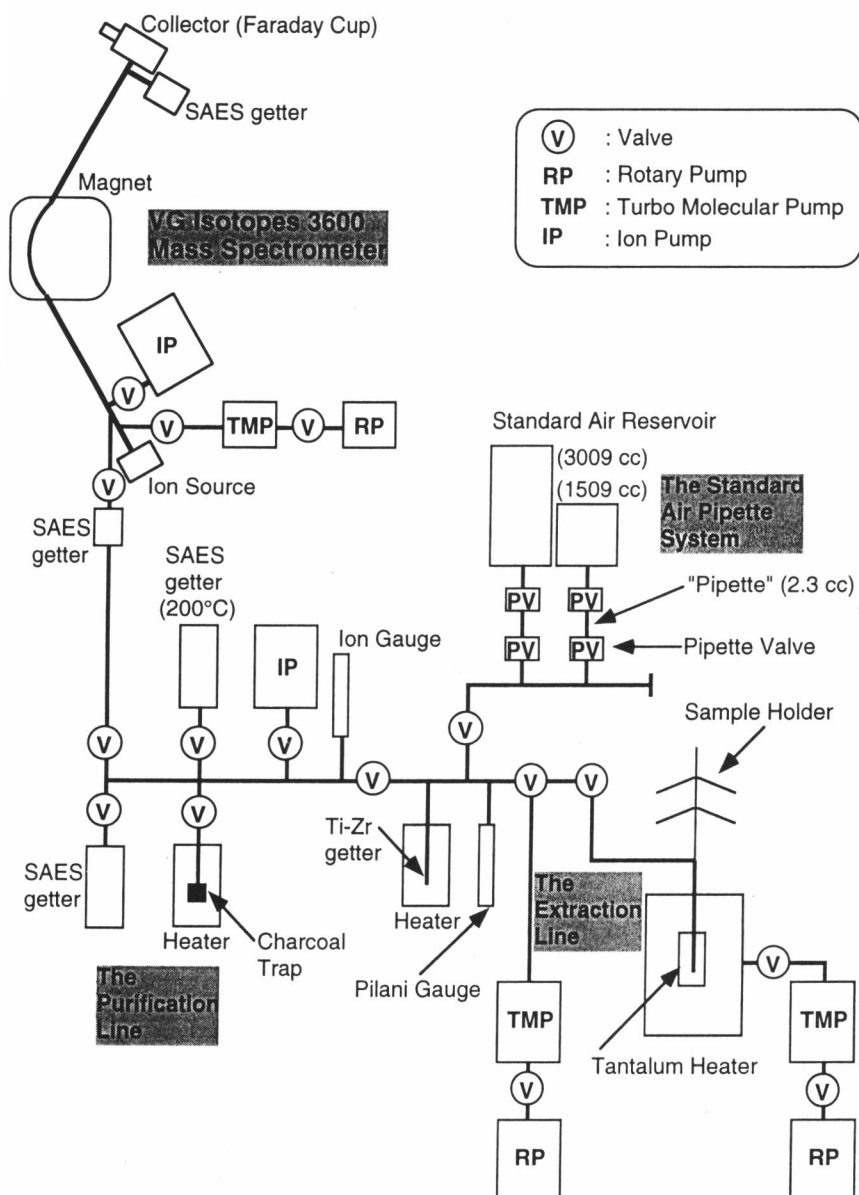 Collector (Faraday Cup)
SAES getter
Magnet
VG Isotopes 3600
Mass Spectrometer
V : Valve
RP : Rotary Pump
TMP : Turbo Molecular Pump
IP : Ion Pump
IP
V
V
TMP
V
RP
V
Ion Source
SAES
getter
Standard Air Reservoir
(3009 cc)
(1509 cc)
The Standard
Air Pipette
System
SAES
getter
(200°C)
Ion Gauge
IP
PV
PV
"Pipette" (2.3 cc)
PV
PV
Pipette Valve
Sample Holder
V
V
V
V
V
V
V
V
V
SAES
getter
Heater
Charcoal
Trap
Ti-Zr
getter
Heater
Pilani Gauge
The
Extraction
Line
The
Purification
Line
V
TMP
TMP
Tantalum Heater
V
V
RP
RP